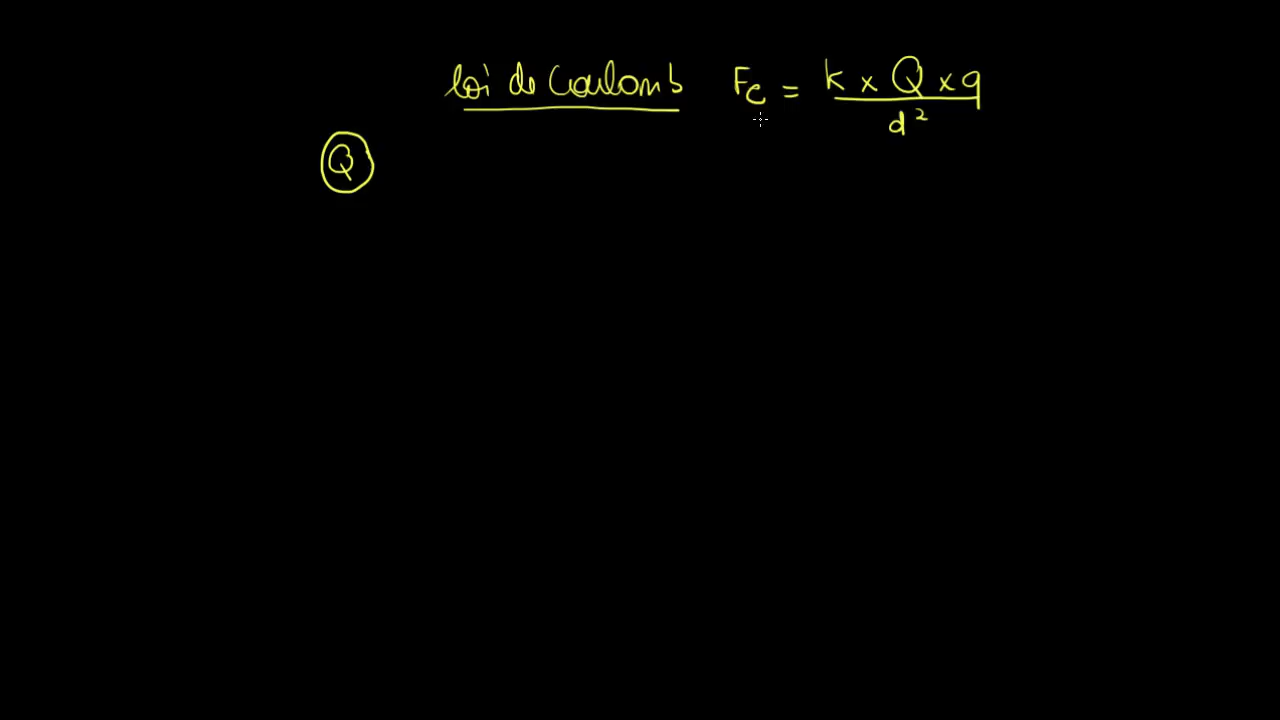 loi de Coulomb Fc = k x Q x q / d²
Q